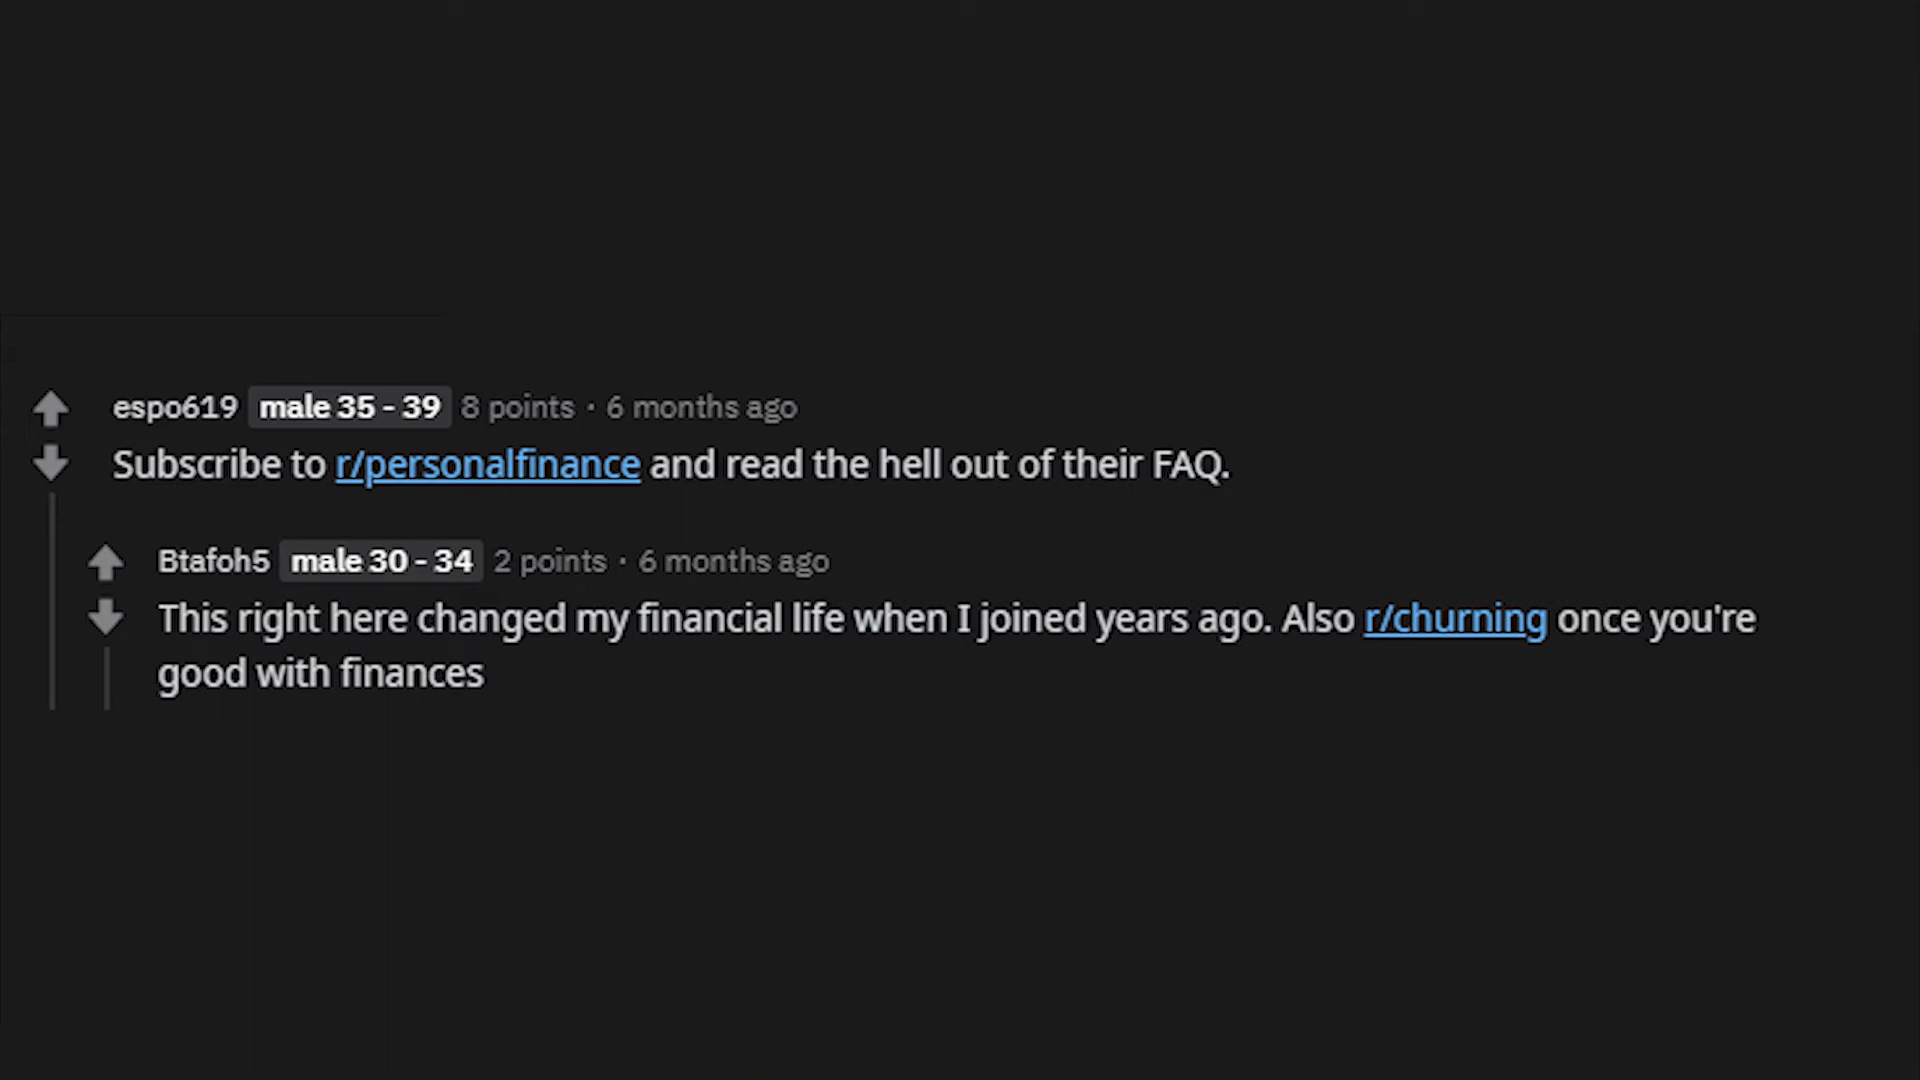 espo619 male 35 - 39 8 points · 6 months ago
Subscribe to r/personalfinance and read the hell out of their FAQ.
Btafoh5 male 30 - 34 2 points · 6 months ago
This right here changed my financial life when I joined years ago. Also r/churning once you're
good with finances